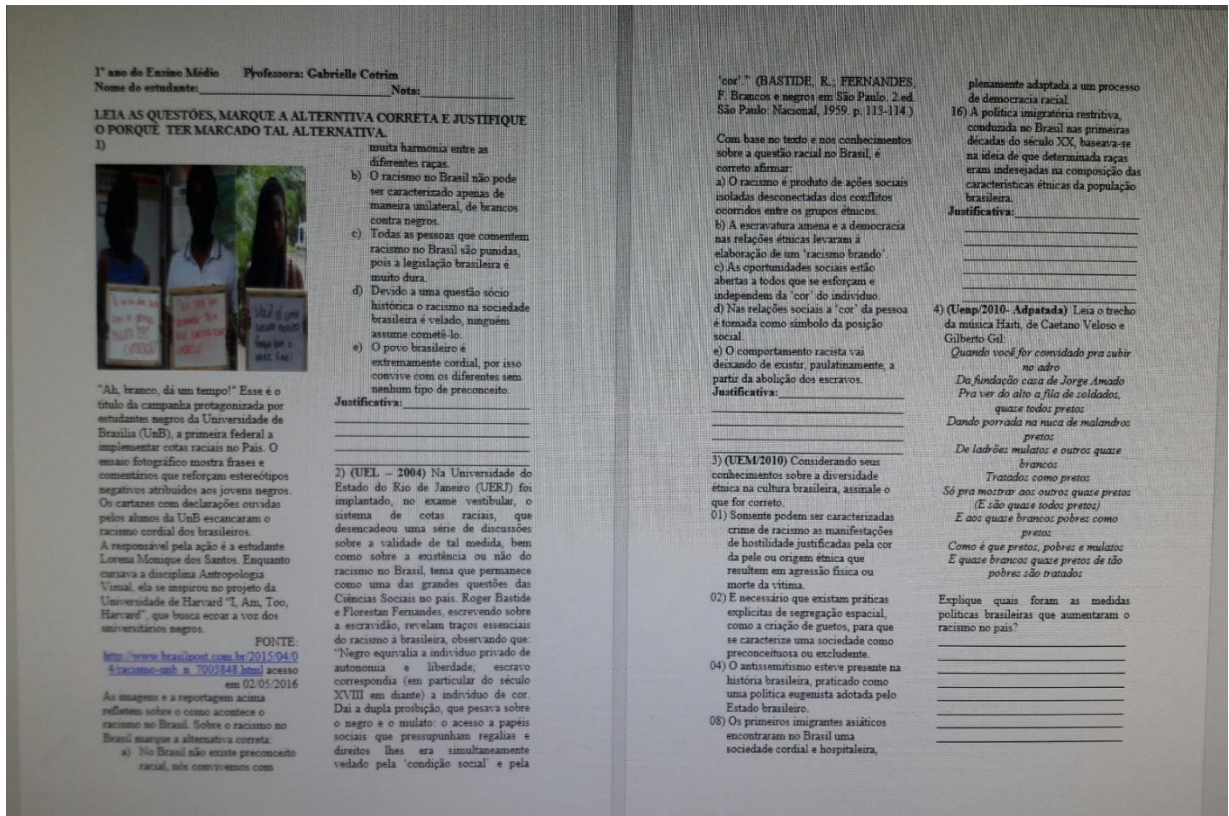 1º ano do Ensino Médio Professora: Gabrielle Cotrim
Nome do estudante:________________ Nota:________________
LEIA AS QUESTÕES, MARQUE A ALTERNTIVA CORRETA E JUSTIFIQUE
O PORQUÊ TER MARCADO TAL ALTERNATIVA.
1)
"Ah, branco, dá um tempo!" Esse é o
título da campanha protagonizada por
estudantes negros da Universidade de
Brasília (UnB), a primeira federal a
implementar cotas raciais no País. O
ensaio fotográfico mostra frases e
comentários que reforçam estereótipos
negativos atribuídos aos jovens negros.
Os cartazes com declarações ouvidas
pelos alunos da UnB escancaram o
racismo cordial dos brasileiros.
A responsável pela ação é a estudante
Lorena Monique dos Santos. Enquanto
cursava a disciplina Antropologia
Visual, ela se inspirou no projeto da
Universidade de Harvard "I, Am, Too,
Harvard", que busca ecoar a voz dos
universitários negros.
FONTE:
http://www.brasilpost.com.br/2015/04/0
4/racismo-unb_n_7003848.html acesso
em 02/05/2016
As imagens e a reportagem acima
refletem sobre o como acontece o
racismo no Brasil. Sobre o racismo no
Brasil marque a alternativa correta:
a) No Brasil não existe preconceito
racial, nós convivemos com
muita harmonia entre as
diferentes raças.
b) O racismo no Brasil não pode
ser caracterizado apenas de
maneira unilateral, de brancos
contra negros.
c) Todas as pessoas que comentem
racismo no Brasil são punidas,
pois a legislação brasileira é
muito dura.
d) Devido a uma questão sócio
histórica o racismo na sociedade
brasileira é velado, ninguém
assume cometê-lo.
e) O povo brasileiro é
extremamente cordial, por isso
convive com os diferentes sem
nenhum tipo de preconceito.
Justificativa:________________
2) (UEL – 2004) Na Universidade do
Estado do Rio de Janeiro (UERJ) foi
implantado, no exame vestibular, o
sistema de cotas raciais, que
desencadeou uma série de discussões
sobre a validade de tal medida, bem
como sobre a existência ou não do
racismo no Brasil, tema que permanece
como uma das grandes questões das
Ciências Sociais no país. Roger Bastide
e Florestan Fernandes, escrevendo sobre
a escravidão, revelam traços essenciais
do racismo à brasileira, observando que:
"Negro equivalia a indivíduo privado de
autonomia e liberdade; escravo
correspondia (em particular do século
XVIII em diante) a indivíduo de cor.
Daí a dupla proibição, que pesava sobre
o negro e o mulato: o acesso a papéis
sociais que pressupunham regalias e
direitos lhes era simultaneamente
vedado pela 'condição social' e pela
'cor'." (BASTIDE, R.; FERNANDES,
F. Brancos e negros em São Paulo. 2.ed.
São Paulo: Nacional, 1959. p. 113-114.)
Com base no texto e nos conhecimentos
sobre a questão racial no Brasil, é
correto afirmar:
a) O racismo é produto de ações sociais
isoladas desconectadas dos conflitos
ocorridos entre os grupos étnicos.
b) A escravatura amena e a democracia
nas relações étnicas levaram à
elaboração de um 'racismo brando'.
c) As oportunidades sociais estão
abertas a todos que se esforçam e
independem da 'cor' do indivíduo.
d) Nas relações sociais a 'cor' da pessoa
é tomada como símbolo da posição
social.
e) O comportamento racista vai
deixando de existir, paulatinamente, a
partir da abolição dos escravos.
Justificativa:________________
3) (UEM/2010) Considerando seus
conhecimentos sobre a diversidade
étnica na cultura brasileira, assinale o
que for correto.
01) Somente podem ser caracterizadas
crime de racismo as manifestações
de hostilidade justificadas pela cor
da pele ou origem étnica que
resultem em agressão física ou
morte da vítima.
02) É necessário que existam práticas
explícitas de segregação espacial,
como a criação de guetos, para que
se caracterize uma sociedade como
preconceituosa ou excludente.
04) O antissemitismo esteve presente na
história brasileira, praticado como
uma política eugenista adotada pelo
Estado brasileiro.
08) Os primeiros imigrantes asiáticos
encontraram no Brasil uma
sociedade cordial e hospitaleira,
plenamente adaptada a um processo
de democracia racial.
16) A política imigratória restritiva,
conduzida no Brasil nas primeiras
décadas do século XX, baseava-se
na ideia de que determinada raças
eram indesejadas na composição das
características étnicas da população
brasileira.
Justificativa:________________
4) (Uenp/2010- Adpatada) Leia o trecho
da música Haiti, de Caetano Veloso e
Gilberto Gil:
Quando você for convidado pra subir
no adro
Da fundação casa de Jorge Amado
Pra ver do alto a fila de soldados,
quase todos pretos
Dando porrada na nuca de malandros
pretos
De ladrões mulatos e outros quase
brancos
Tratados como pretos
Só pra mostrar aos outros quase pretos
(E são quase todos pretos)
E aos quase brancos pobres como
pretos
Como é que pretos, pobres e mulatos
E quase brancos quase pretos de tão
pobres são tratados
Explique quais foram as medidas
políticas brasileiras que aumentaram o
racismo no país?